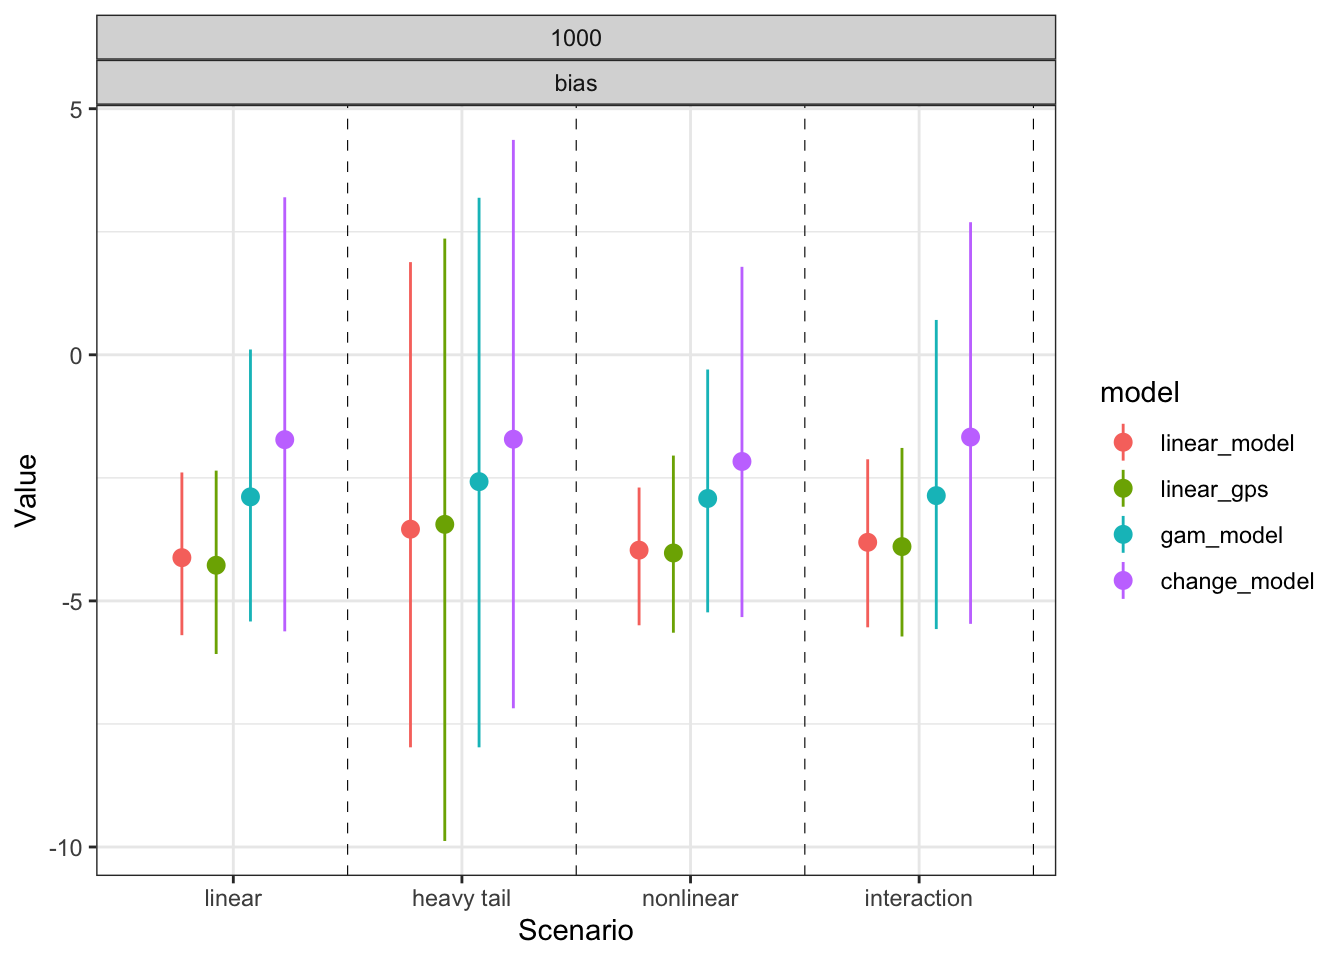 1000
bias
5
0
-5
-10
Value
linear
heavy tail
nonlinear
interaction
Scenario
model
linear_model
linear_gps
gam_model
change_model